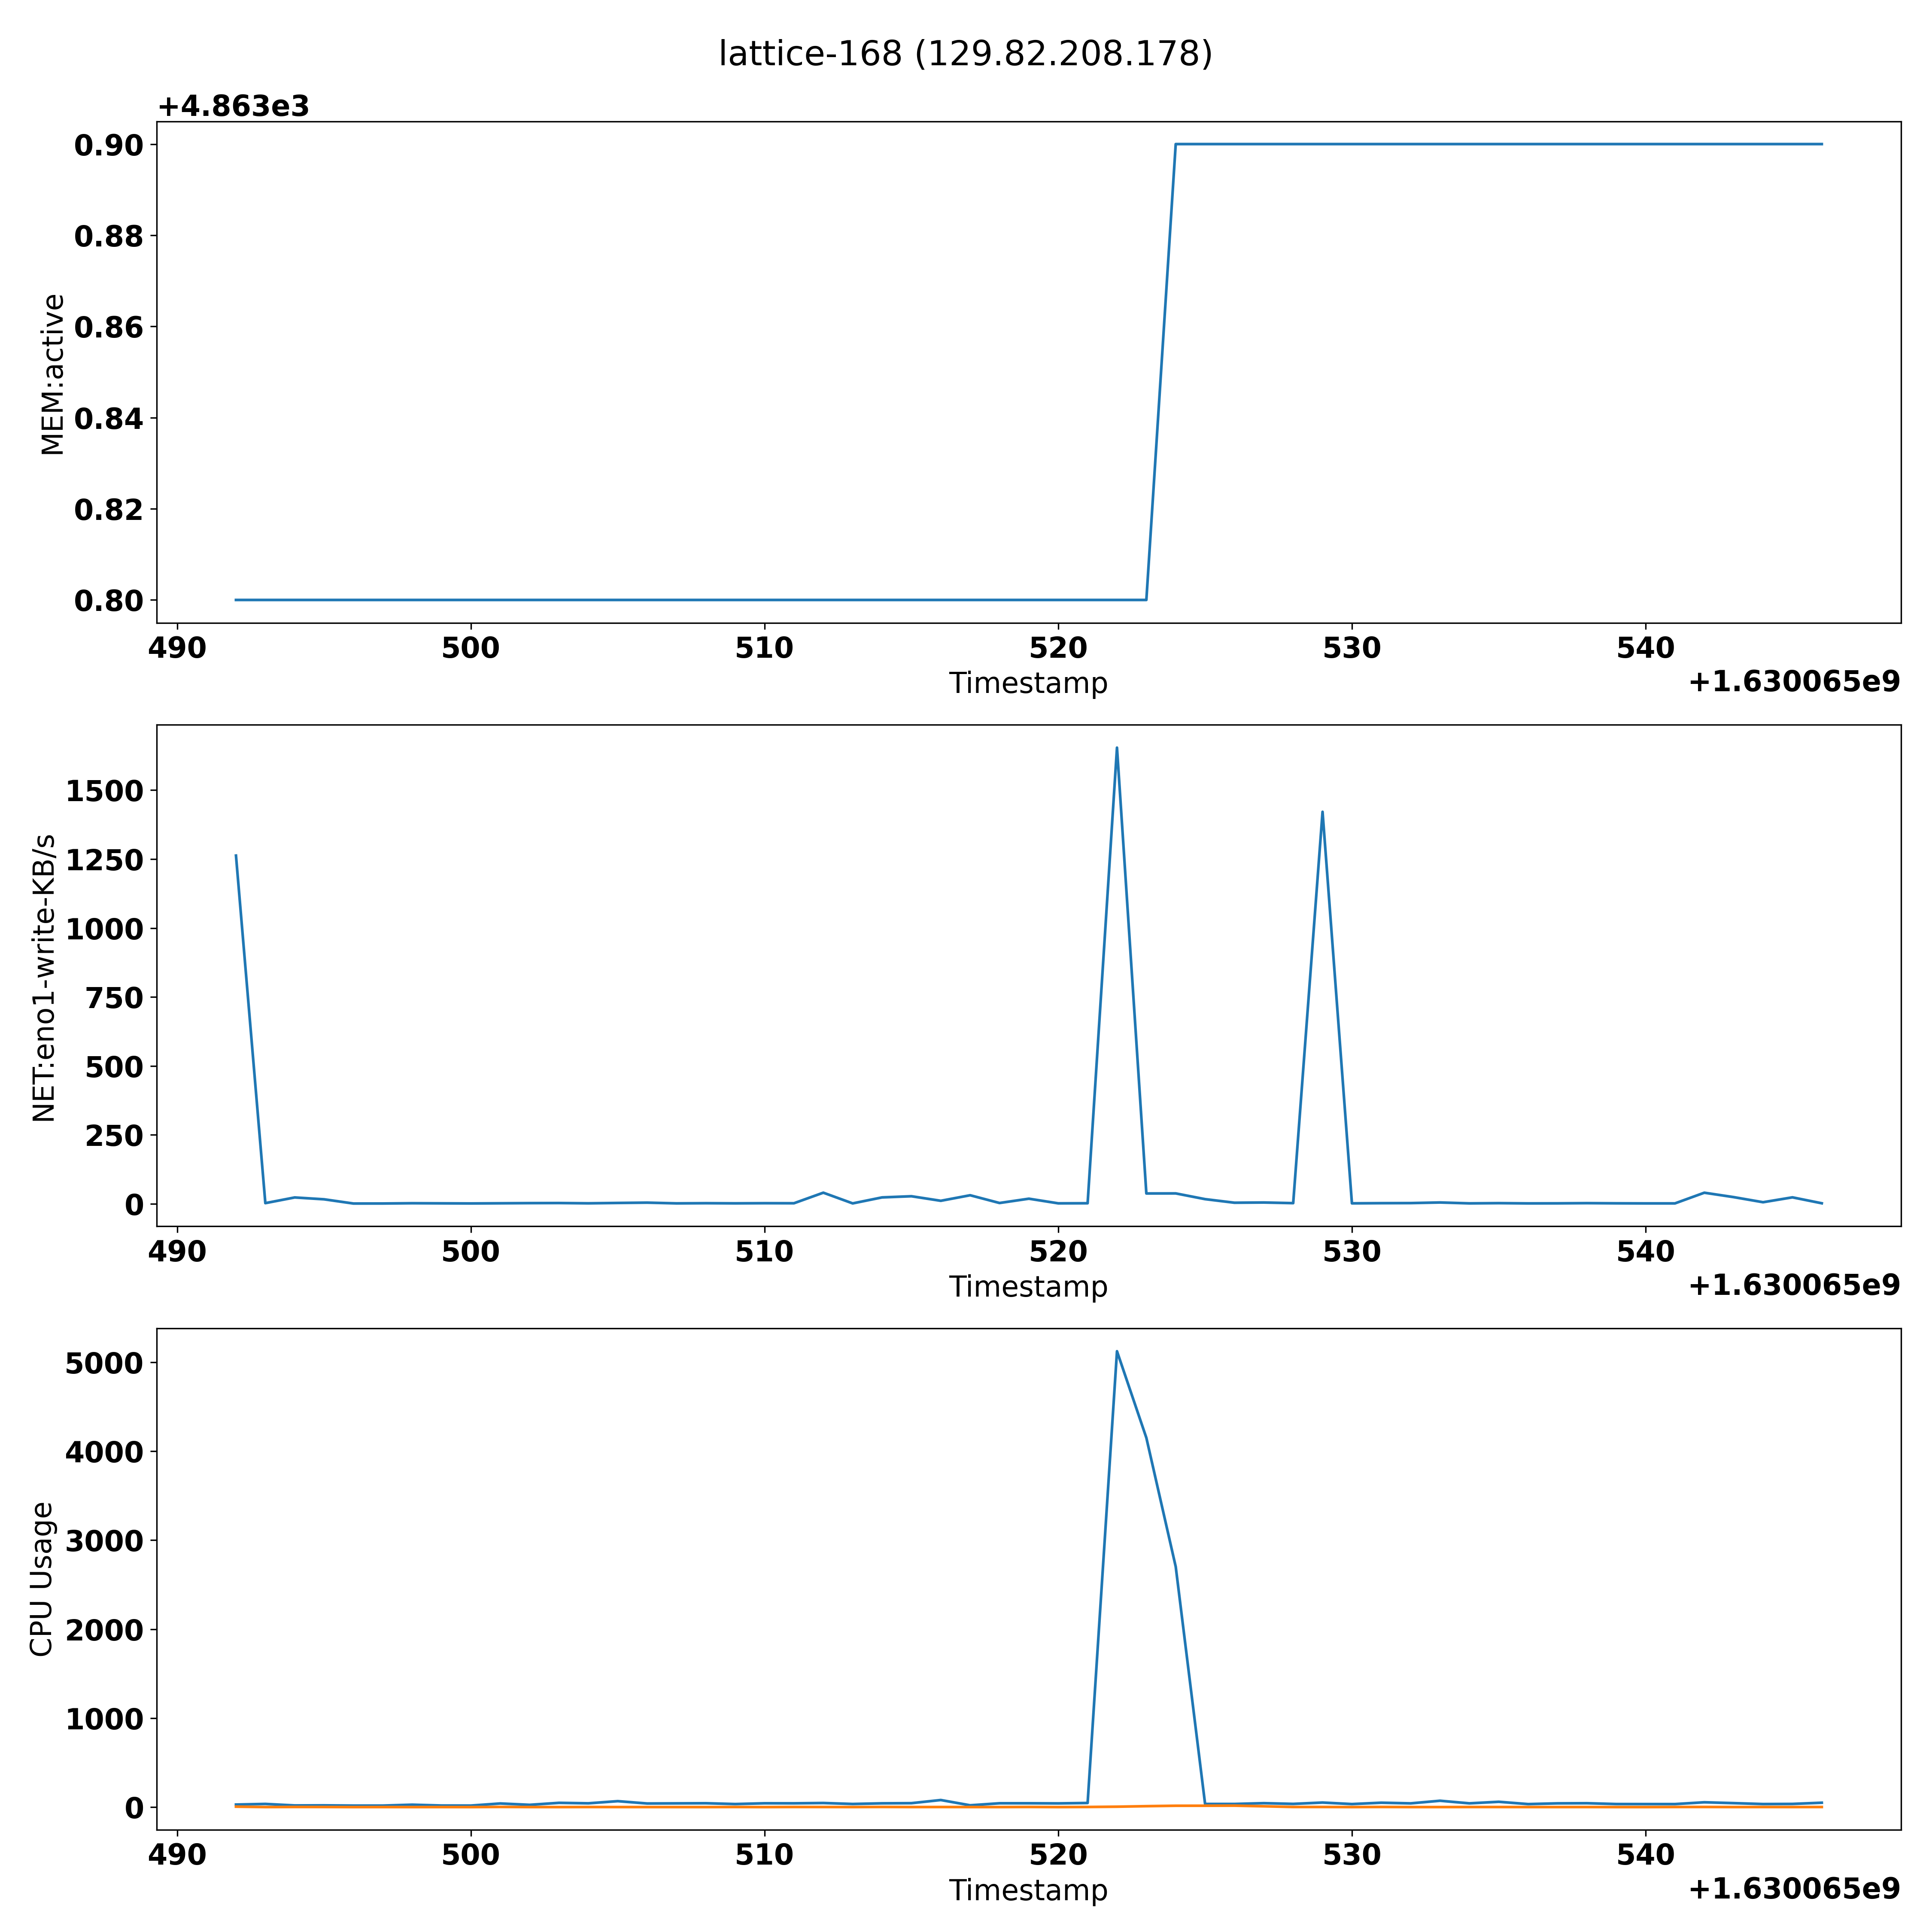 lattice-168 (129.82.208.178)
+4.863e3
0.90
0.88
0.86
0.84
0.82
0.80
MEM:active
490 500 510 520 530 540
Timestamp
+1.630065e9
1500
1250
1000
750
500
250
0
NET:eno1-write-KB/s
490 500 510 520 530 540
Timestamp
+1.630065e9
5000
4000
3000
2000
1000
0
CPU Usage
490 500 510 520 530 540
Timestamp
+1.630065e9